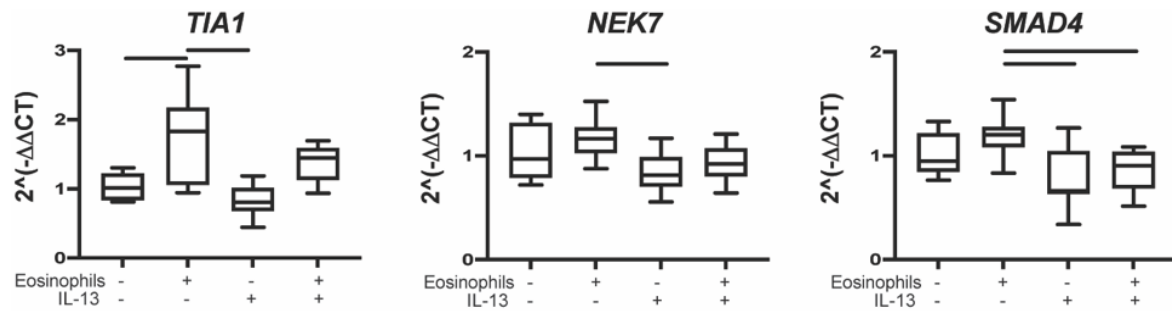 TIA1
3
2
1
0
2^(-ΔΔCT)
Eosinophils - + - +
IL-13 - - + +
NEK7
2
1
0
2^(-ΔΔCT)
Eosinophils - + - +
IL-13 - - + +
SMAD4
2
1
0
2^(-ΔΔCT)
Eosinophils - + - +
IL-13 - - + +